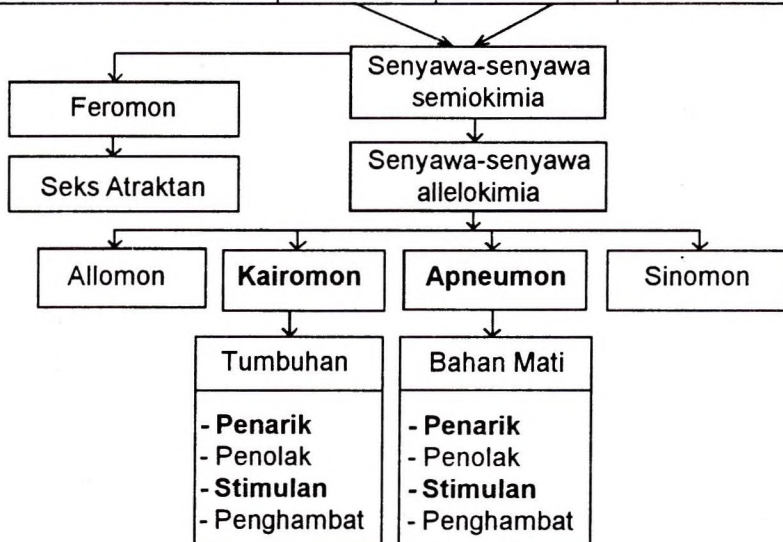 Senyawa-senyawa
semiokimia
Feromon
Seks Atraktan
Senyawa-senyawa
allelokimia
Allomon
Kairomon
Apneumon
Sinomon
Tumbuhan
- Penarik
- Penolak
- Stimulan
- Penghambat
Bahan Mati
- Penarik
- Penolak
- Stimulan
- Penghambat